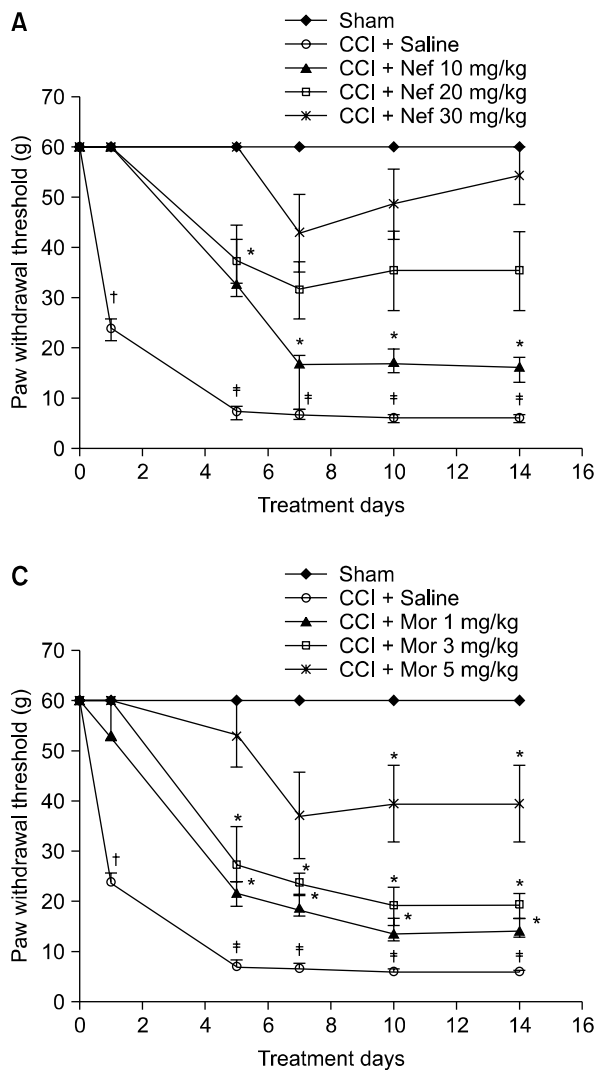 A
Sham
CCI + Saline
CCI + Nef 10 mg/kg
CCI + Nef 20 mg/kg
CCI + Nef 30 mg/kg
Paw withdrawal threshold (g)
70
60
50
40
30
20
10
0
† ‡ ‡ ‡ ‡
* * * *
0 2 4 6 8 10 12 14 16
Treatment days
C
Sham
CCI + Saline
CCI + Mor 1 mg/kg
CCI + Mor 3 mg/kg
CCI + Mor 5 mg/kg
Paw withdrawal threshold (g)
70
60
50
40
30
20
10
0
† ‡ ‡ ‡ ‡
* * * * * * * * * *
0 2 4 6 8 10 12 14 16
Treatment days